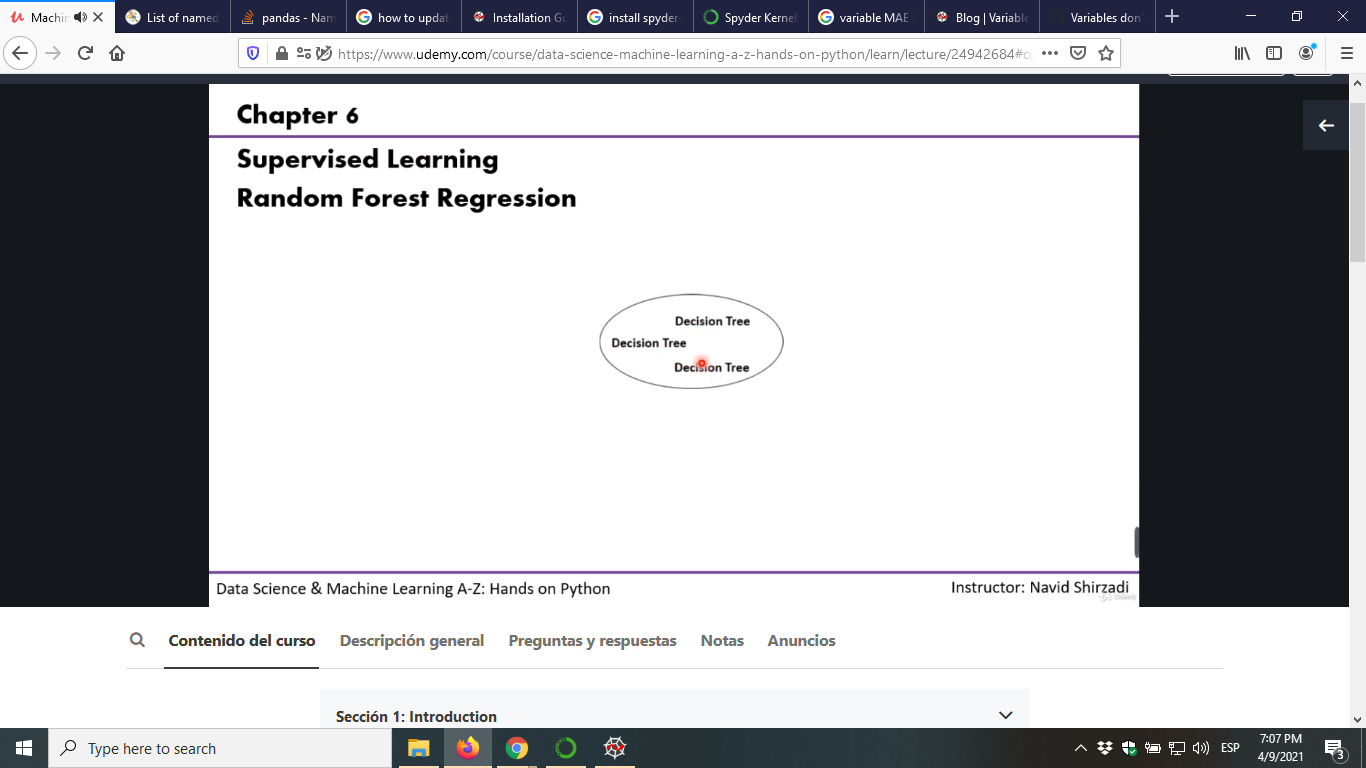 Machin
List of named
pandas - Nam
how to updat
Installation Gu
install spyder-
Spyder Kernel
variable MAE
Blog | Variable
Variables don'
https://www.udemy.com/course/data-science-machine-learning-a-z-hands-on-python/learn/lecture/24942684#co
Chapter 6
Supervised Learning
Random Forest Regression
Decision Tree
Decision Tree
Decision Tree
Data Science & Machine Learning A-Z: Hands on Python
Instructor: Navid Shirzadi
Contenido del curso
Descripción general
Preguntas y respuestas
Notas
Anuncios
Sección 1: Introduction
Type here to search
ESP
7:07 PM
4/9/2021
3